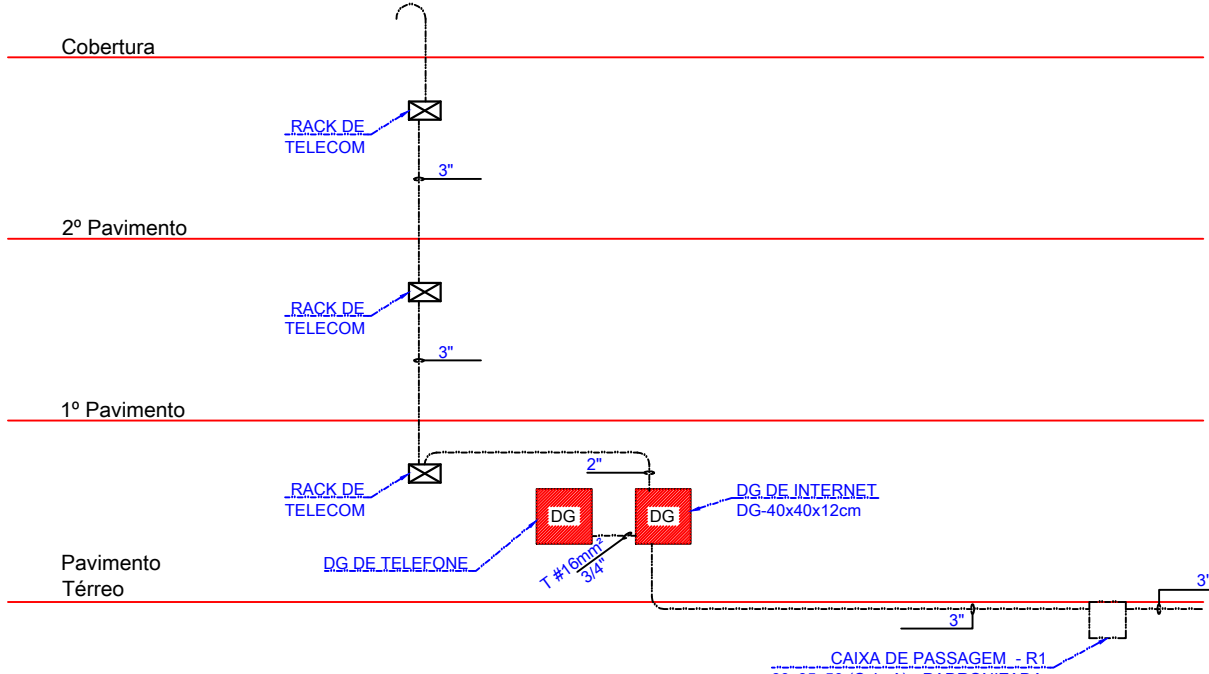 Cobertura
RACK DE
TELECOM
3"
2º Pavimento
RACK DE
TELECOM
3"
1º Pavimento
2"
RACK DE
TELECOM
DG
DG
DG DE INTERNET
DG-40x40x12cm
DG DE TELEFONE
T #16mm²
3/4"
Pavimento
Térreo
3"
3"
CAIXA DE PASSAGEM - R1